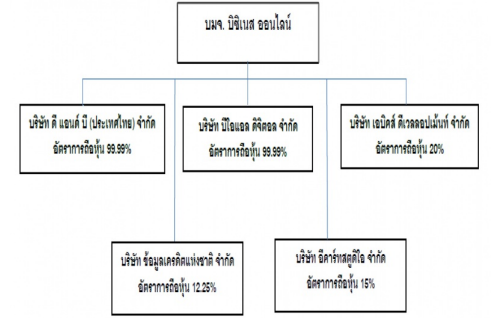 บมจ. บิซิเนส ออนไลน์
บริษัท ดี แอนด์ บี (ประเทศไทย) จำกัด
อัตราการถือหุ้น 99.99%
บริษัท บีโอแอล ดิจิตอล จำกัด
อัตราการถือหุ้น 99.99%
บริษัท เอบิคส์ ดีเวลลอปเม้นท์ จำกัด
อัตราการถือหุ้น 20%
บริษัท ข้อมูลเครดิตแห่งชาติ จำกัด
อัตราการถือหุ้น 12.25%
บริษัท อีคาร์ทสตูดิโอ จำกัด
อัตราการถือหุ้น 15%